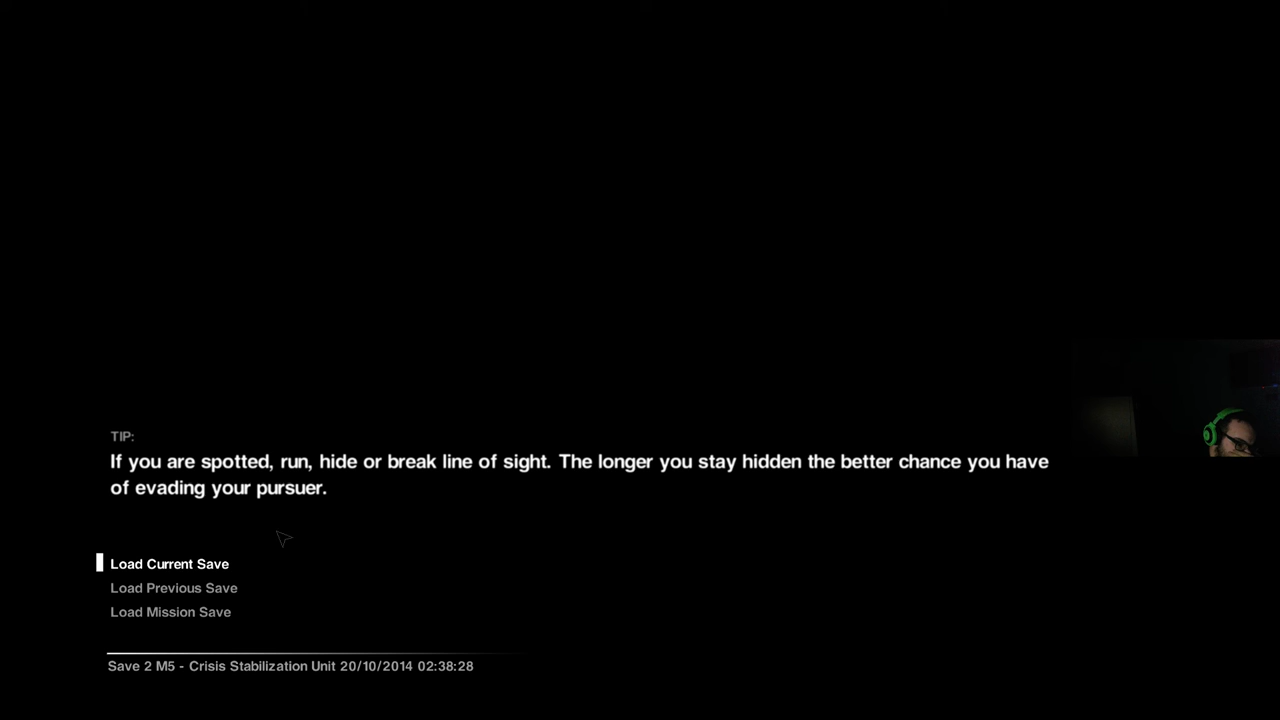 TIP:
If you are spotted, run, hide or break line of sight. The longer you stay hidden the better chance you have
of evading your pursuer.
Load Current Save
Load Previous Save
Load Mission Save
Save 2 M5 - Crisis Stabilization Unit 20/10/2014 02:38:28